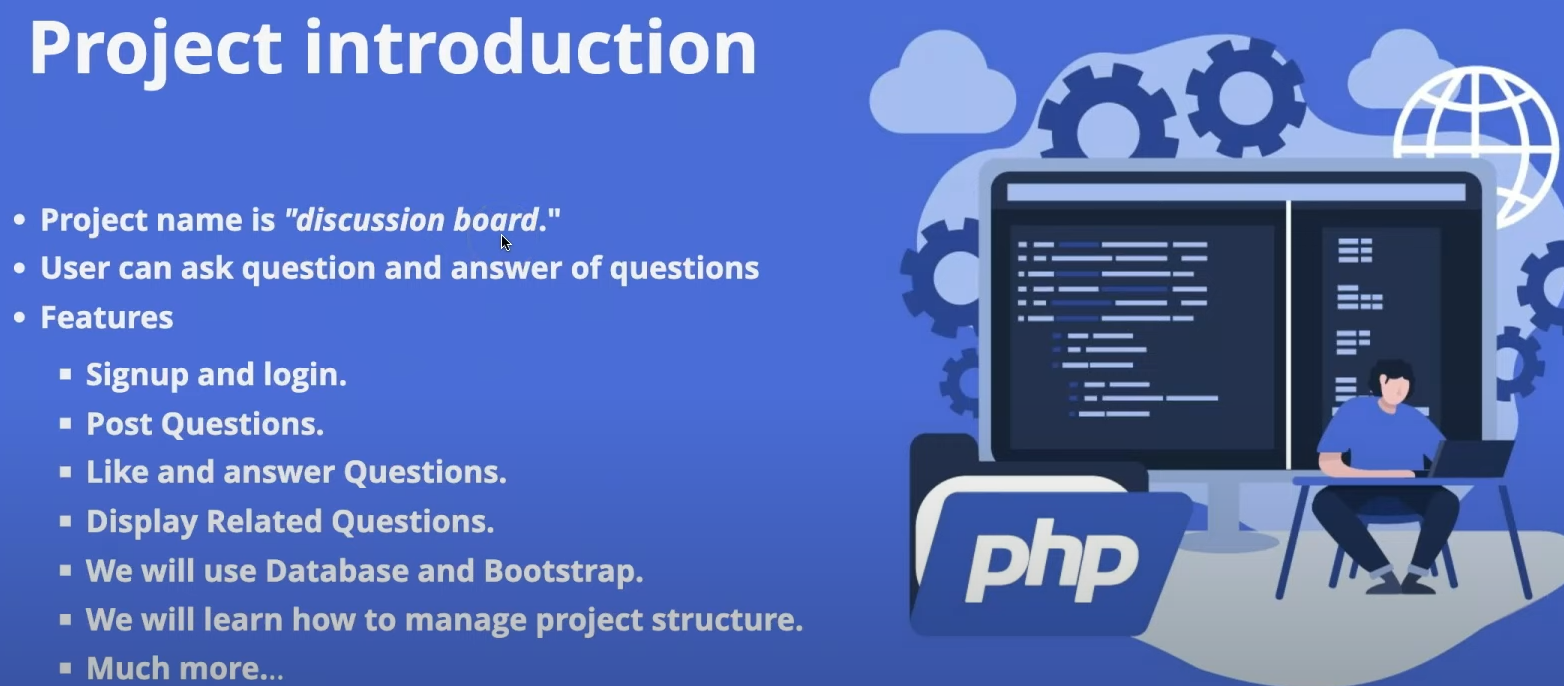 Project introduction
• Project name is "discussion board."
• User can ask question and answer of questions
• Features
▪ Signup and login.
▪ Post Questions.
▪ Like and answer Questions.
▪ Display Related Questions.
▪ We will use Database and Bootstrap.
▪ We will learn how to manage project structure.
▪ Much more...
php